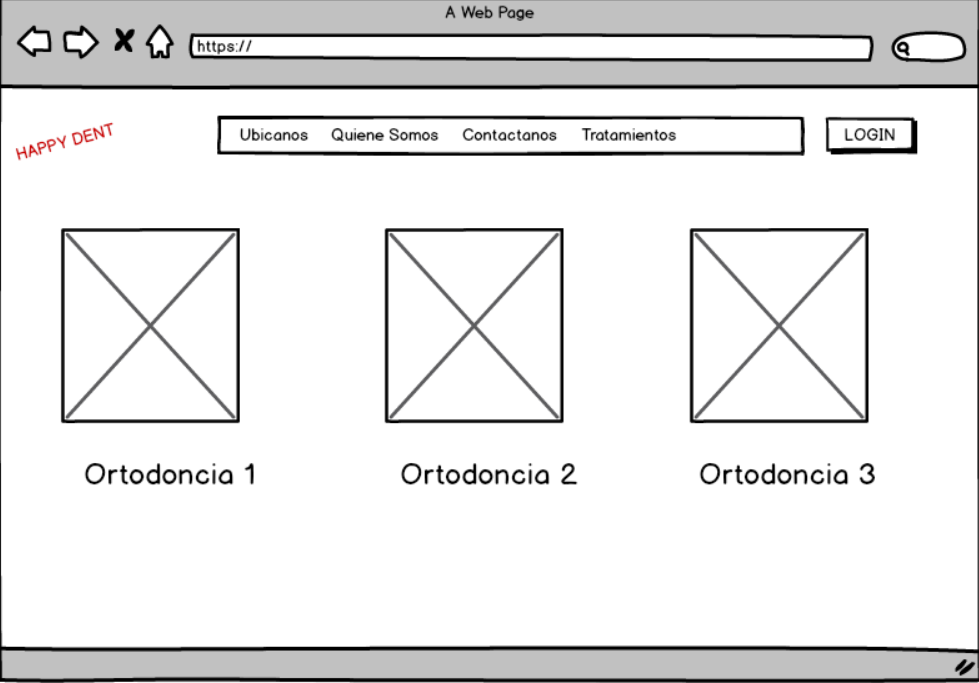 A Web Page
https://
HAPPY DENT
Ubicanos Quiene Somos Contactanos Tratamientos
LOGIN
Ortodoncia 1
Ortodoncia 2
Ortodoncia 3